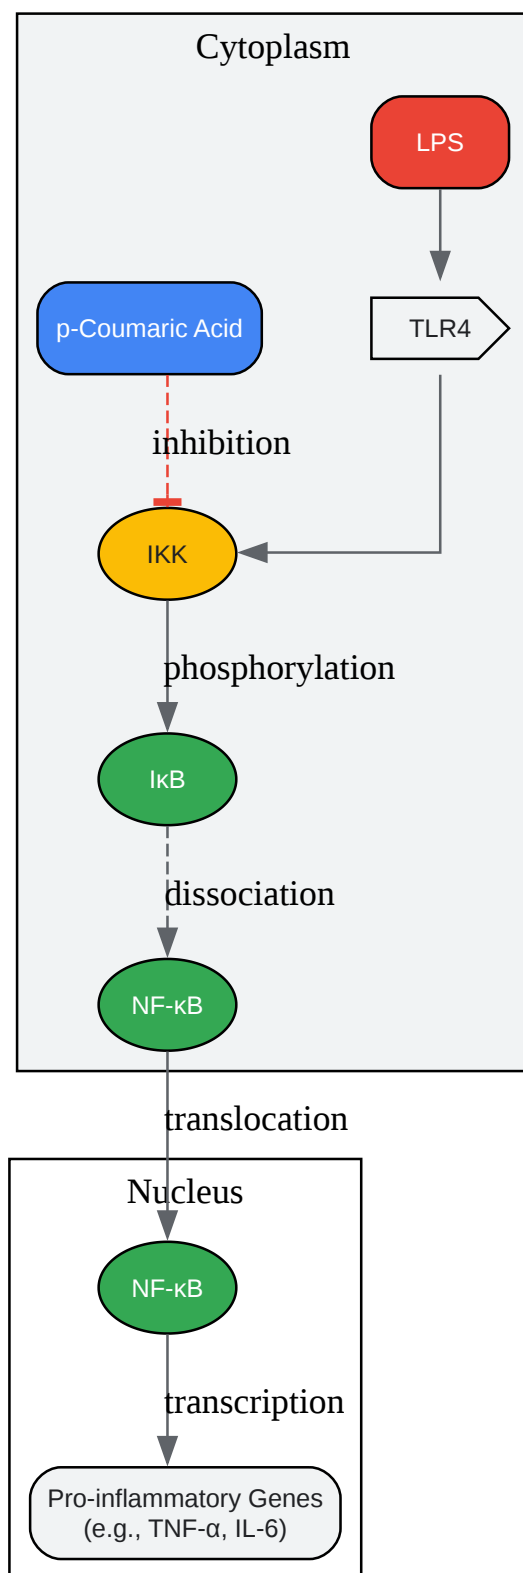 Cytoplasm
LPS
p-Coumaric Acid
TLR4
inhibition
IKK
phosphorylation
IκB
dissociation
NF-κB
translocation
Nucleus
NF-κB
transcription
Pro-inflammatory Genes
(e.g., TNF-α, IL-6)